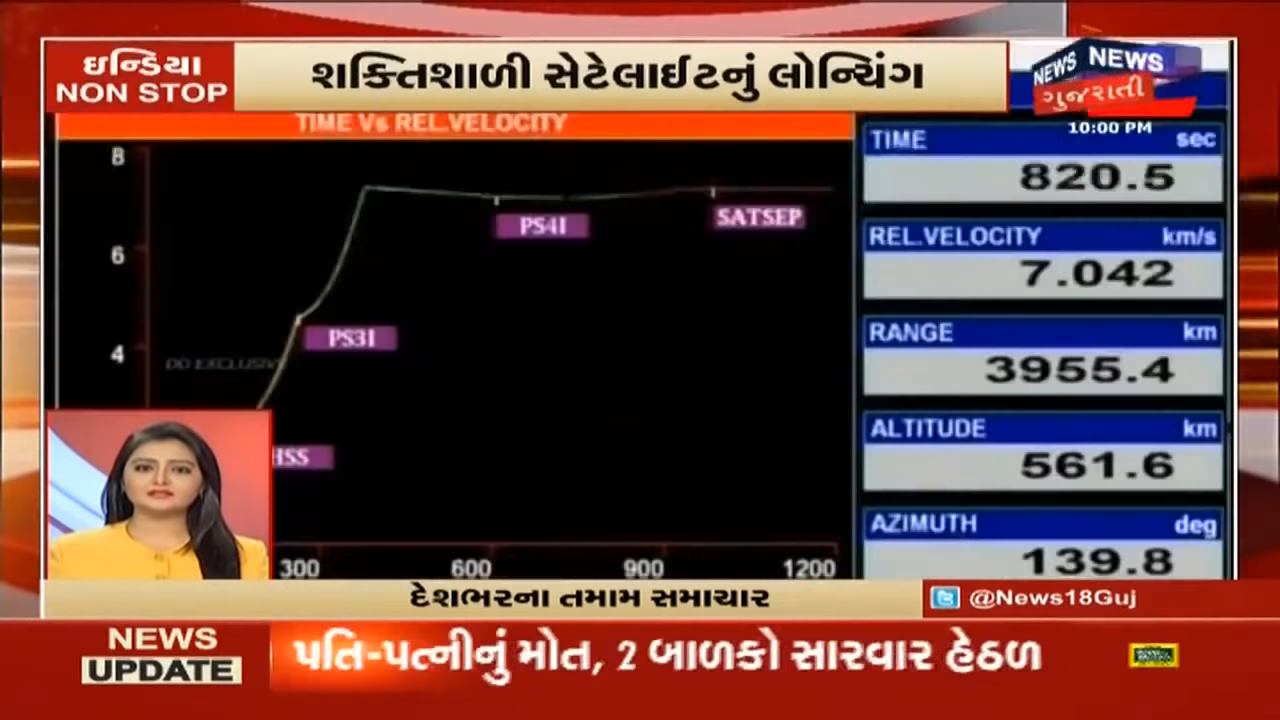 ઇન્ડિયા
NON STOP
શક્તિશાળી સેટેલાઈટનું લોન્ચિંગ
NEWS NEWS
ગુજરાતી
10:00 PM
TIME Vs REL.VELOCITY
8
6
4
PS4I
SATSEP
PS3I
DD EXCLUSIVE
HSS
300 600 900 1200
TIME sec
820.5
REL.VELOCITY km/s
7.042
RANGE km
3955.4
ALTITUDE km
561.6
AZIMUTH deg
139.8
દેશભરના તમામ સમાચાર
@News18Guj
NEWS
UPDATE
પતિ-પત્નીનું મોત, 2 બાળકો સારવાર હેઠળ